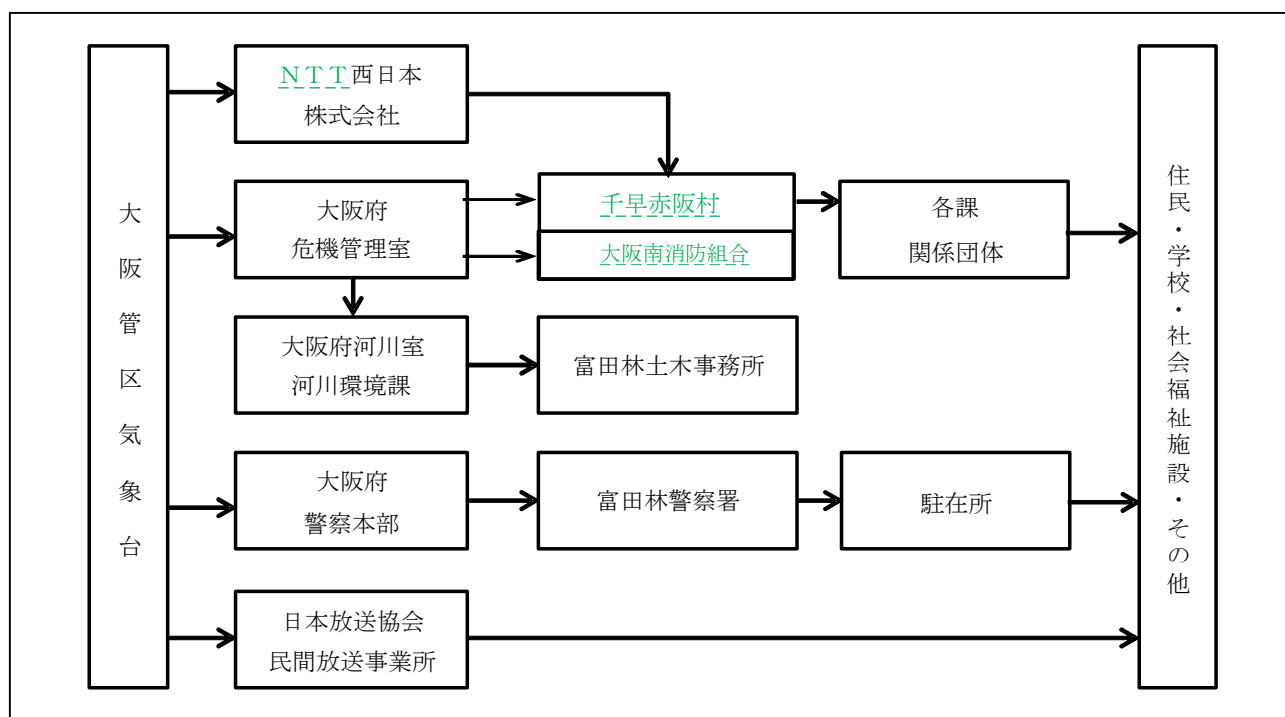 大阪管区気象台
ＮＴＴ西日本
株式会社
大阪府
危機管理室
千早赤阪村
大阪南消防組合
各課
関係団体
大阪府河川室
河川環境課
富田林土木事務所
大阪府
警察本部
富田林警察署
駐在所
日本放送協会
民間放送事業所
住民・学校・社会福祉施設・その他